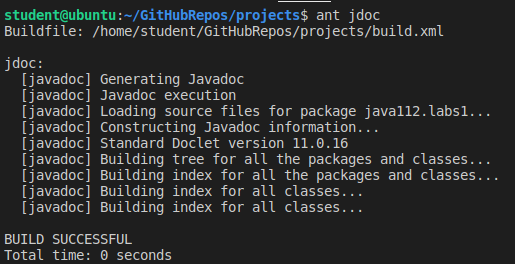 student@ubuntu:~/GitHubRepos/projects$ ant jdoc
Buildfile: /home/student/GitHubRepos/projects/build.xml

jdoc:
  [javadoc] Generating Javadoc
  [javadoc] Javadoc execution
  [javadoc] Loading source files for package java112.labs1...
  [javadoc] Constructing Javadoc information...
  [javadoc] Standard Doclet version 11.0.16
  [javadoc] Building tree for all the packages and classes...
  [javadoc] Building index for all the packages and classes...
  [javadoc] Building index for all classes...
  [javadoc] Building index for all classes...

BUILD SUCCESSFUL
Total time: 0 seconds